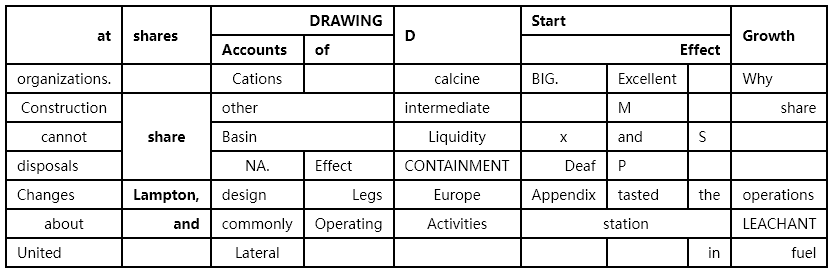 at shares DRAWING D Start Growth
Accounts of Effect
organizations. Cations calcine BIG. Excellent Why
Construction share other intermediate M share
cannot Basin Liquidity x and S
disposals NA. Effect CONTAINMENT Deaf P
Changes Lampton, design Legs Europe Appendix tasted the operations
about and commonly Operating Activities station LEACHANT
United Lateral in fuel